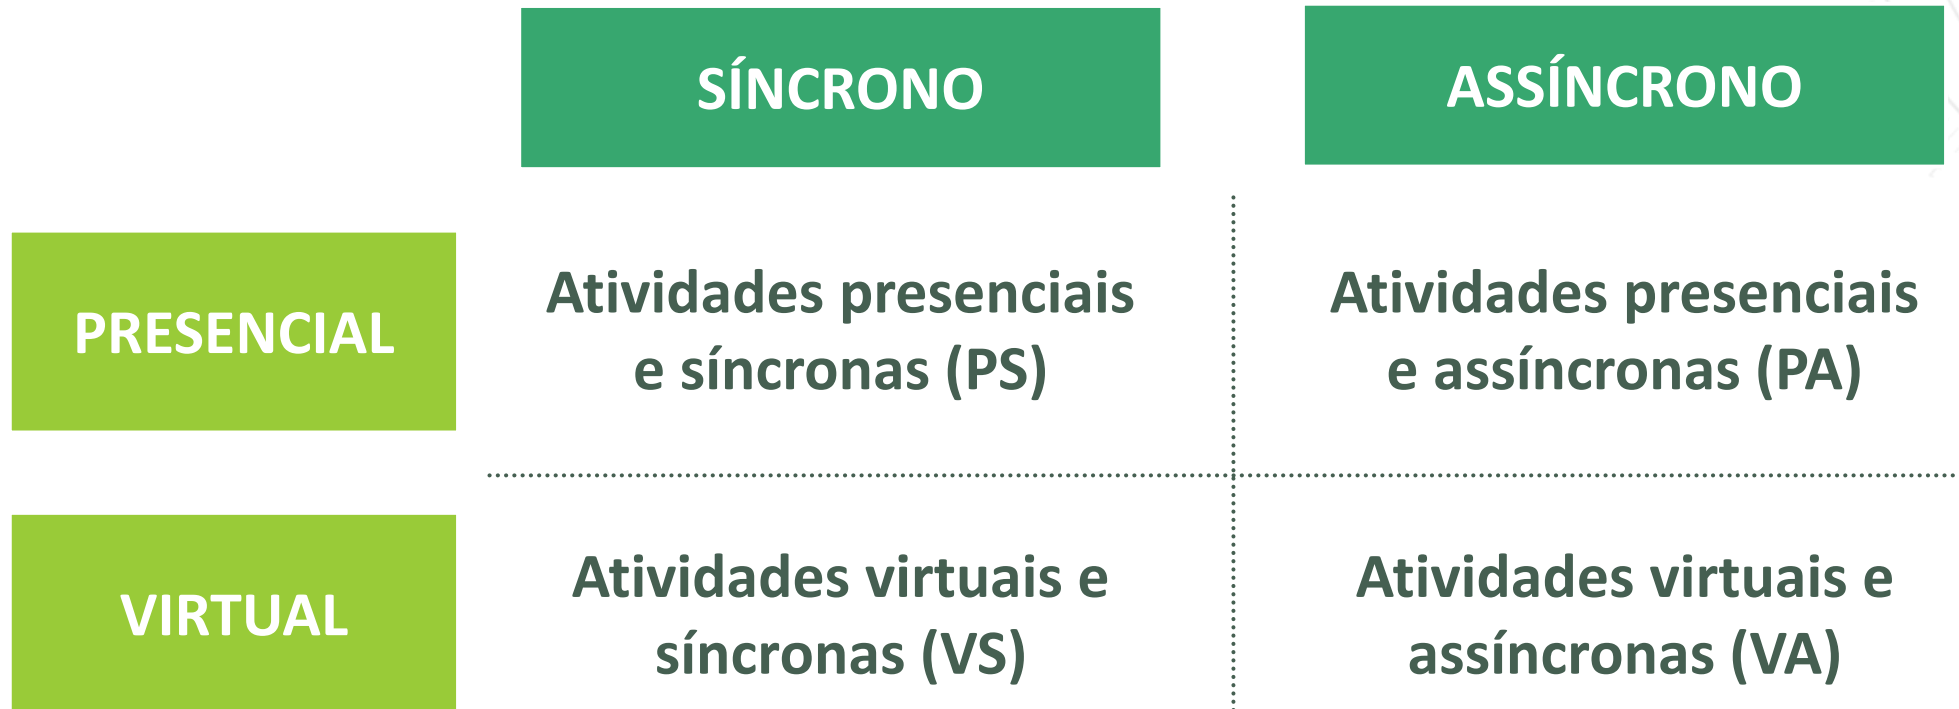 SÍNCRONO
ASSÍNCRONO
PRESENCIAL
Atividades presenciais
e síncronas (PS)
Atividades presenciais
e assíncronas (PA)
VIRTUAL
Atividades virtuais e
síncronas (VS)
Atividades virtuais e
assíncronas (VA)